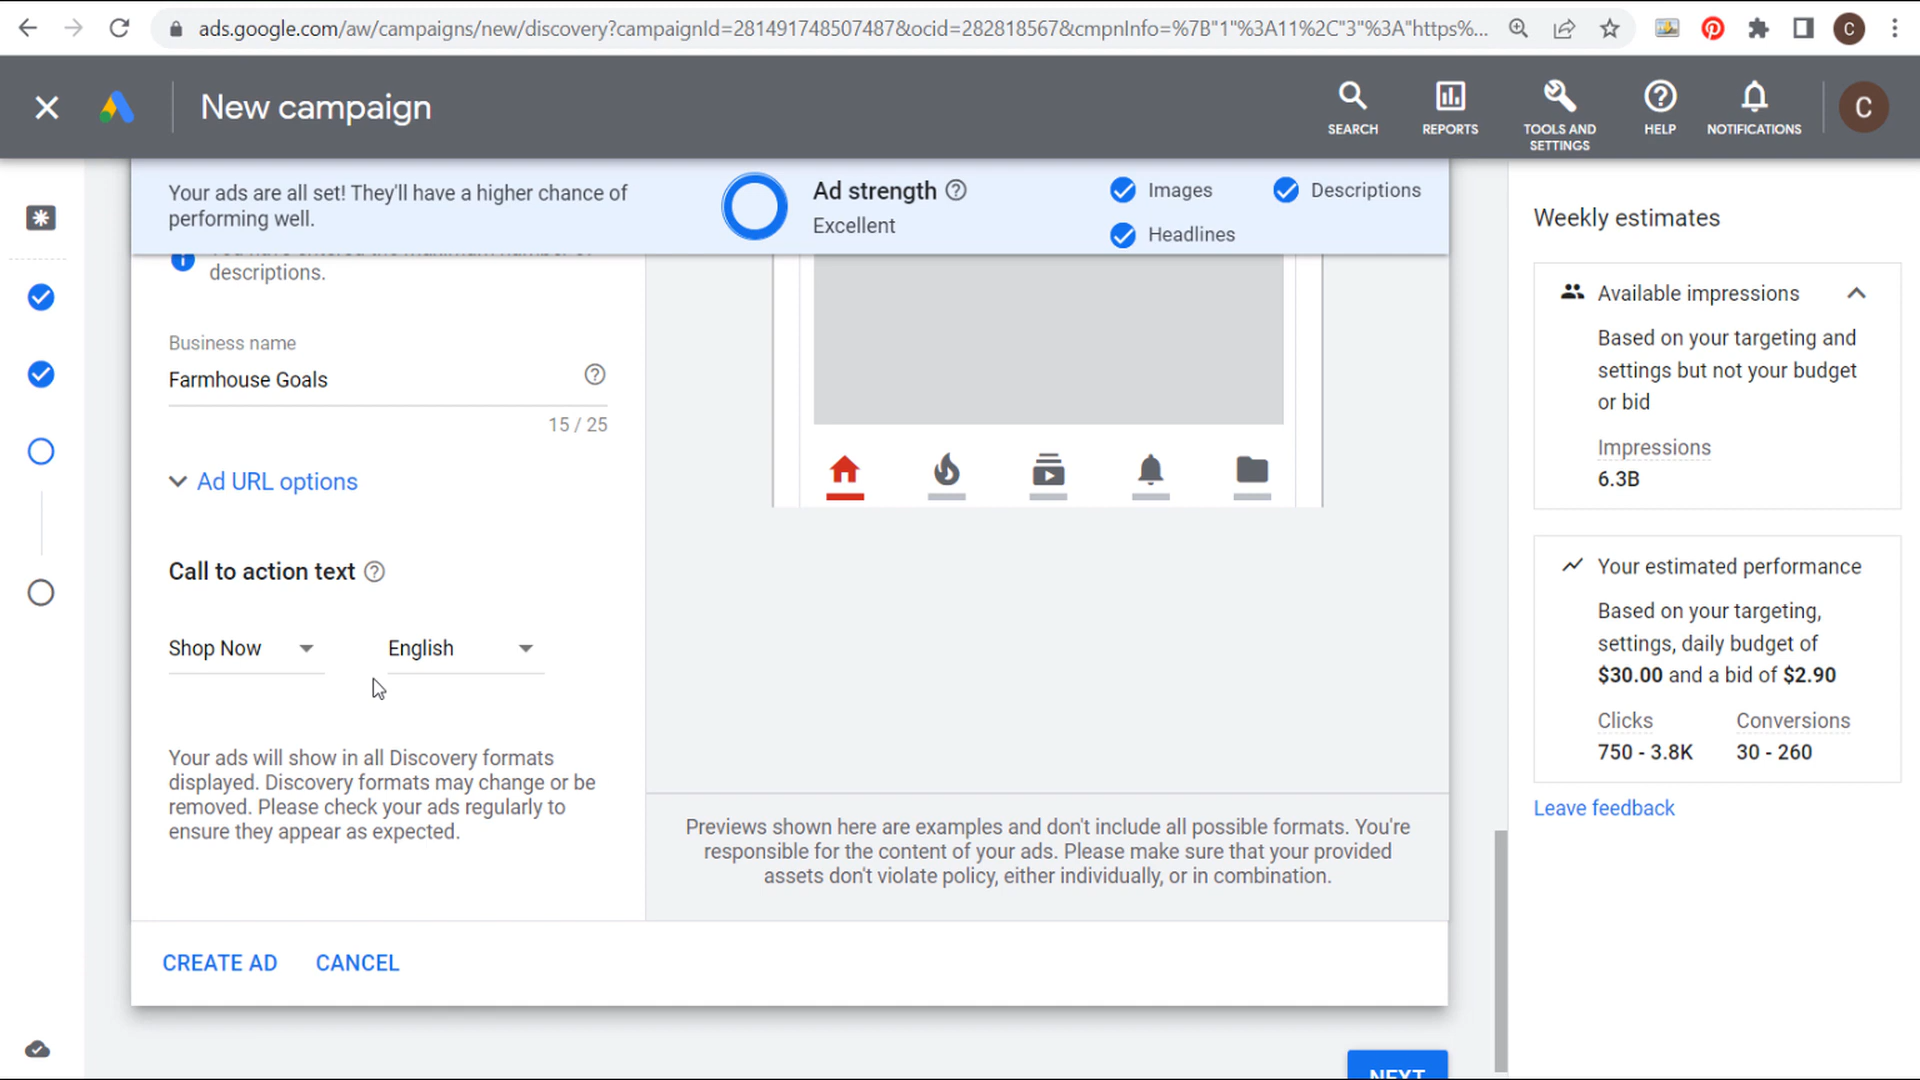 ads.google.com/aw/campaigns/new/discovery?campaignId=281491748507487&ocid=282818567&cmpnInfo=%7B"1"%3A11%2C"3"%3A"https%...
C
New campaign
SEARCH
REPORTS
TOOLS AND
SETTINGS
HELP
NOTIFICATIONS
C
Your ads are all set! They'll have a higher chance of
performing well.
Ad strength
Excellent
Images
Descriptions
Headlines
descriptions.
Business name
Farmhouse Goals
15 / 25
Ad URL options
Call to action text
Shop Now
English
Your ads will show in all Discovery formats
displayed. Discovery formats may change or be
removed. Please check your ads regularly to
ensure they appear as expected.
Previews shown here are examples and don't include all possible formats. You're
responsible for the content of your ads. Please make sure that your provided
assets don't violate policy, either individually, or in combination.
CREATE AD
CANCEL
NEXT
Weekly estimates
Available impressions
Based on your targeting and
settings but not your budget
or bid
Impressions
6.3B
Your estimated performance
Based on your targeting,
settings, daily budget of
$30.00 and a bid of $2.90
Clicks
Conversions
750 - 3.8K
30 - 260
Leave feedback